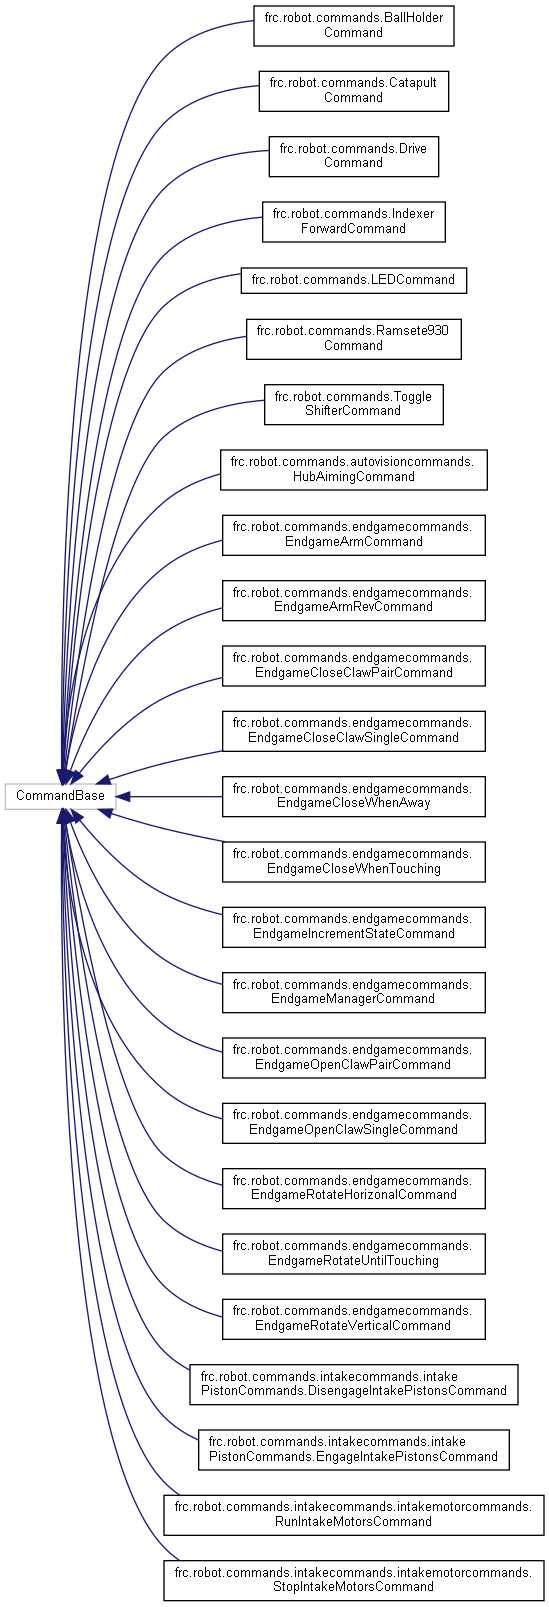 frc.robot.commands.BallHolder
Command
frc.robot.commands.Catapult
Command
frc.robot.commands.Drive
Command
frc.robot.commands.Indexer
ForwardCommand
frc.robot.commands.LEDCommand
frc.robot.commands.Ramsete930
Command
frc.robot.commands.Toggle
ShifterCommand
frc.robot.commands.autovisioncommands.
HubAimingCommand
frc.robot.commands.endgamecommands.
EndgameArmCommand
frc.robot.commands.endgamecommands.
EndgameArmRevCommand
frc.robot.commands.endgamecommands.
EndgameCloseClawPairCommand
frc.robot.commands.endgamecommands.
EndgameCloseClawSingleCommand
CommandBase
frc.robot.commands.endgamecommands.
EndgameCloseWhenAway
frc.robot.commands.endgamecommands.
EndgameCloseWhenTouching
frc.robot.commands.endgamecommands.
EndgameIncrementStateCommand
frc.robot.commands.endgamecommands.
EndgameManagerCommand
frc.robot.commands.endgamecommands.
EndgameOpenClawPairCommand
frc.robot.commands.endgamecommands.
EndgameOpenClawSingleCommand
frc.robot.commands.endgamecommands.
EndgameRotateHorizonalCommand
frc.robot.commands.endgamecommands.
EndgameRotateUntilTouching
frc.robot.commands.endgamecommands.
EndgameRotateVerticalCommand
frc.robot.commands.intakecommands.intake
PistonCommands.DisengageIntakePistonsCommand
frc.robot.commands.intakecommands.intake
PistonCommands.EngageIntakePistonsCommand
frc.robot.commands.intakecommands.intakemotorcommands.
RunIntakeMotorsCommand
frc.robot.commands.intakecommands.intakemotorcommands.
StopIntakeMotorsCommand